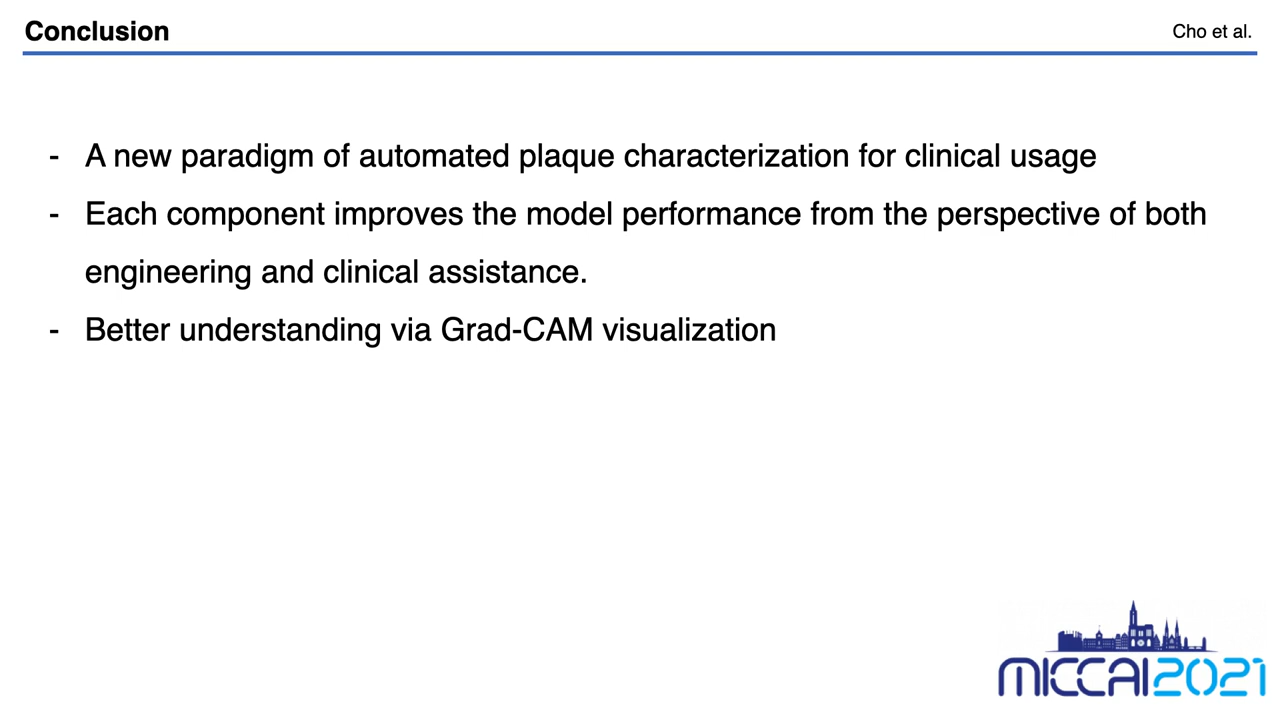 Conclusion
Cho et al.
- A new paradigm of automated plaque characterization for clinical usage
- Each component improves the model performance from the perspective of both
engineering and clinical assistance.
- Better understanding via Grad-CAM visualization
MICCAI2021